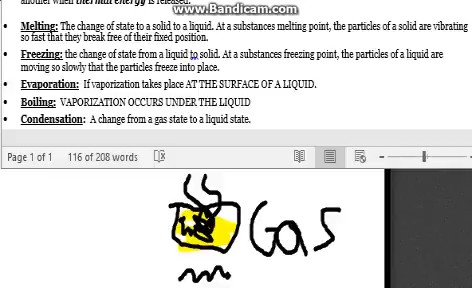 another when thermal energy is released.
www.Bandicam.com
Melting: The change of state to a solid to a liquid. At a substances melting point, the particles of a solid are vibrating
so fast that they break free of their fixed position.
Freezing: the change of state from a liquid to solid. At a substances freezing point, the particles of a liquid are
moving so slowly that the particles freeze into place.
Evaporation: If vaporization takes place AT THE SURFACE OF A LIQUID.
Boiling: VAPORIZATION OCCURS UNDER THE LIQUID
Condensation: A change from a gas state to a liquid state.
Page 1 of 1 116 of 208 words
Gas